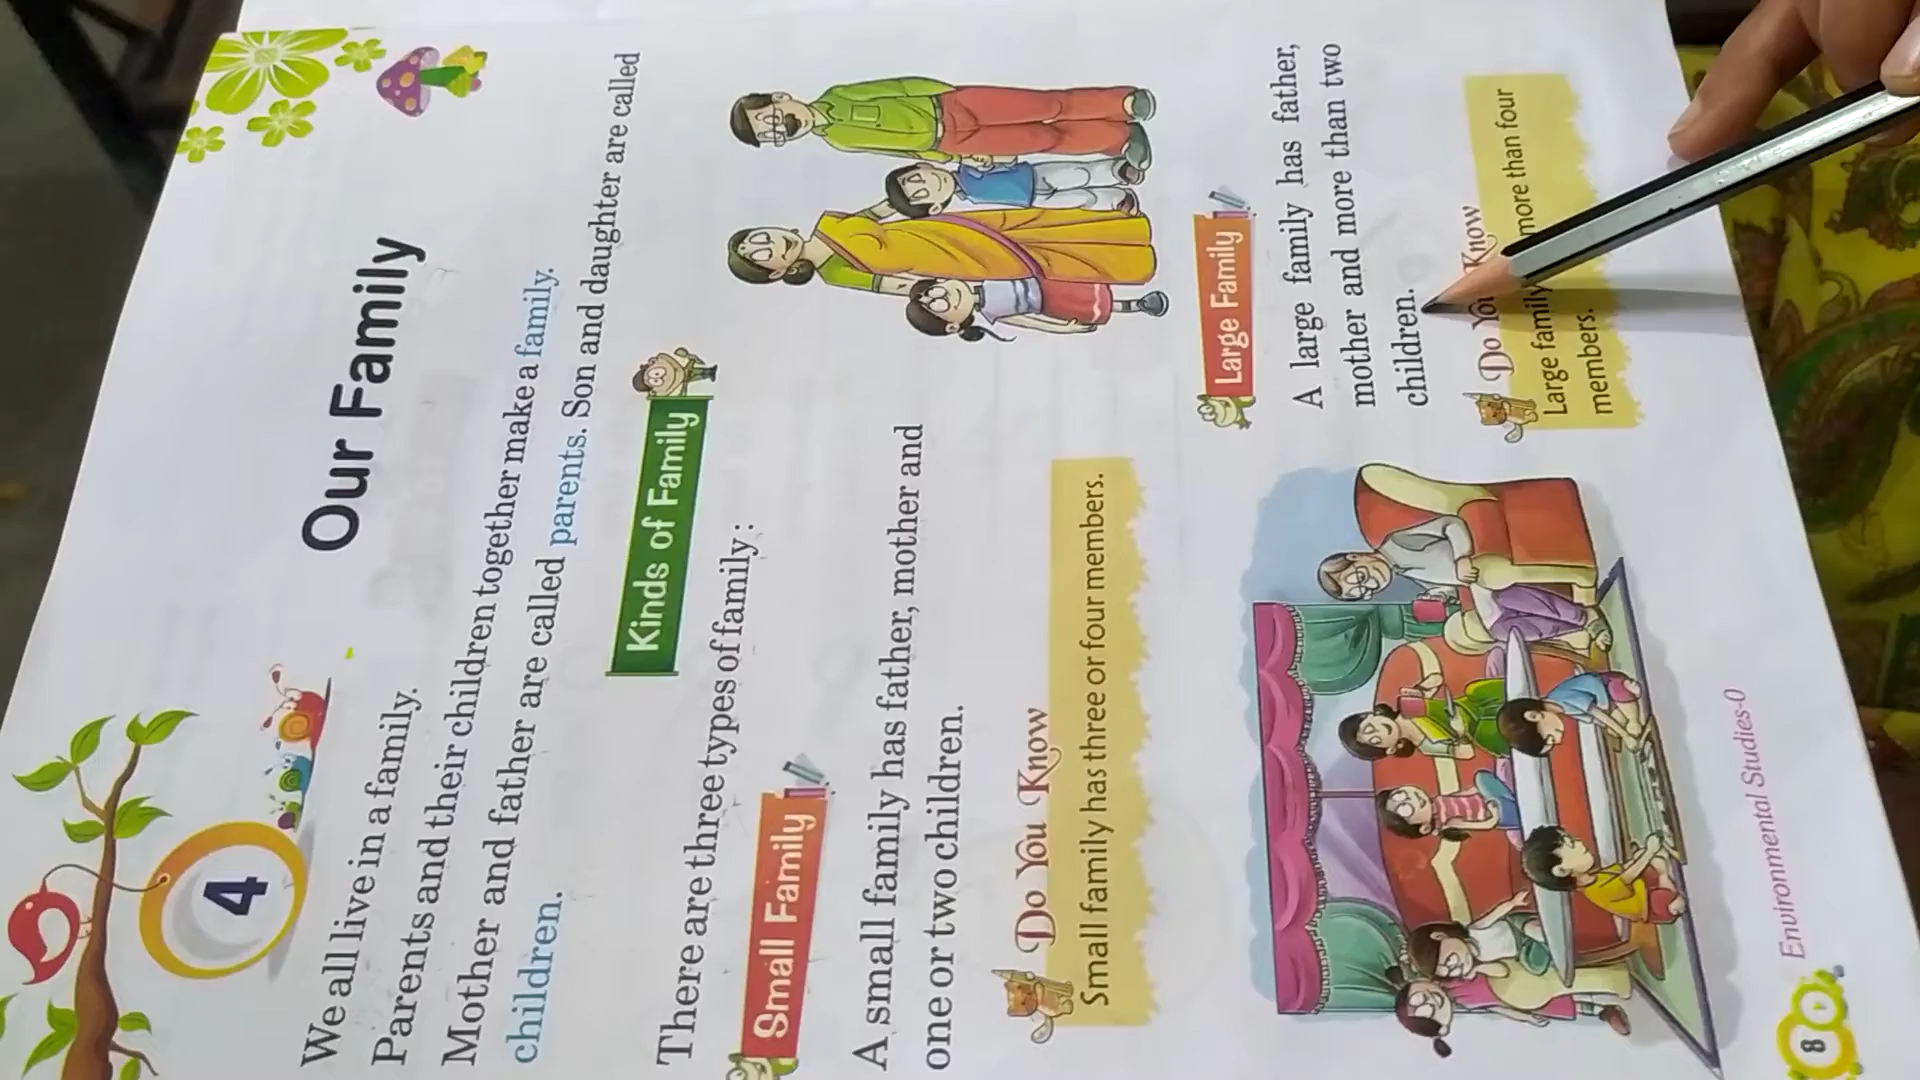 4
Our Family
We all live in a family.
Parents and their children together make a family.
Mother and father are called parents. Son and daughter are called
children.
Kinds of Family
There are three types of family :
Small Family
A small family has father, mother and
one or two children.
Do You Know
Small family has three or four members.
Large Family
A large family has father,
mother and more than two
children.
Do You Know
Large family more than four
members.
8
Environmental Studies-0